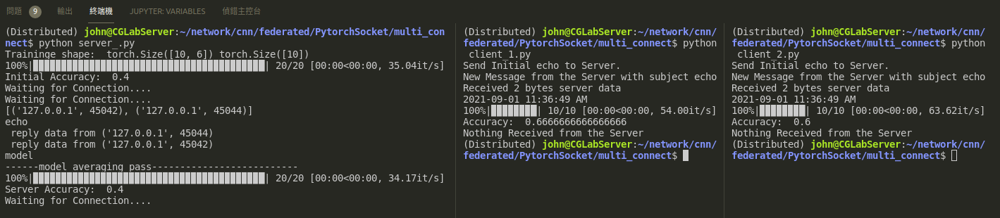 問題 9 輸出 終端機 JUPYTER: VARIABLES 偵錯主控台
(Distributed) john@CGLabServer:~/network/cnn/federated/PytorchSocket/multi_con
nect$ python server_.py
Traininge shape:  torch.Size([10, 6]) torch.Size([10])
100%|████████████████████████████████████████| 20/20 [00:00<00:00, 35.04it/s]
Initial Accuracy:  0.4
Waiting for Connection....
Waiting for Connection....
[('127.0.0.1', 45042), ('127.0.0.1', 45044)]
echo
 reply data from ('127.0.0.1', 45044)
 reply data from ('127.0.0.1', 45042)
model
------model averaging pass--------------------------
100%|████████████████████████████████████████| 20/20 [00:00<00:00, 34.17it/s]
Server Accuracy:  0.4
Waiting for Connection....
(Distributed) john@CGLabServer:~/network/cnn/
federated/PytorchSocket/multi_connect$ python
 client_1.py
Send Initial echo to Server.
New Message from the Server with subject echo
Received 2 bytes server data
2021-09-01 11:36:49 AM
100%|████████| 10/10 [00:00<00:00, 54.00it/s]
Accuracy:  0.6666666666666666
Nothing Received from the Server
(Distributed) john@CGLabServer:~/network/cnn/
federated/PytorchSocket/multi_connect$
(Distributed) john@CGLabServer:~/network/cnn/
federated/PytorchSocket/multi_connect$ python
 client_2.py
Send Initial echo to Server.
New Message from the Server with subject echo
Received 2 bytes server data
2021-09-01 11:36:49 AM
100%|████████| 10/10 [00:00<00:00, 63.62it/s]
Accuracy:  0.6
Nothing Received from the Server
(Distributed) john@CGLabServer:~/network/cnn/
federated/PytorchSocket/multi_connect$